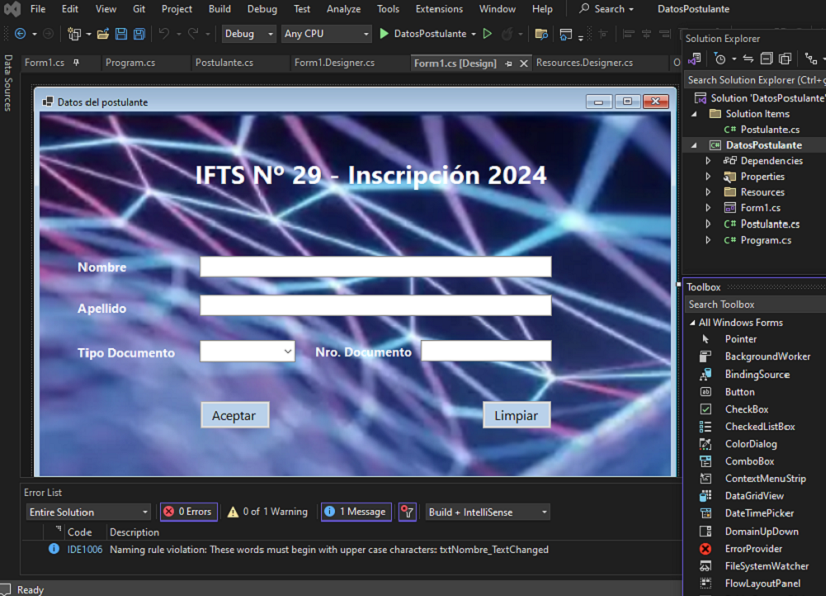 File Edit View Git Project Build Debug Test Analyze Tools Extensions Window Help Search DatosPostulante
Debug Any CPU DatosPostulante
Data Sources
Form1.cs Program.cs Postulante.cs Form1.Designer.cs Form1.cs [Design] Resources.Designer.cs
Datos del postulante
IFTS Nº 29 - Inscripción 2024
Nombre
Apellido
Tipo Documento Nro. Documento
Aceptar Limpiar
Error List
Entire Solution 0 Errors 0 of 1 Warning 1 Message Build + IntelliSense
Code Description
IDE1006 Naming rule violation: These words must begin with upper case characters: txtNombre_TextChanged
Ready
Solution Explorer
Search Solution Explorer (Ctrl+
Solution 'DatosPostulante'
Solution Items
C# Postulante.cs
C# DatosPostulante
Dependencies
Properties
Resources
Form1.cs
C# Postulante.cs
C# Program.cs
Toolbox
Search Toolbox
All Windows Forms
Pointer
BackgroundWorker
BindingSource
Button
CheckBox
CheckedListBox
ColorDialog
ComboBox
ContextMenuStrip
DataGridView
DateTimePicker
DomainUpDown
ErrorProvider
FileSystemWatcher
FlowLayoutPanel